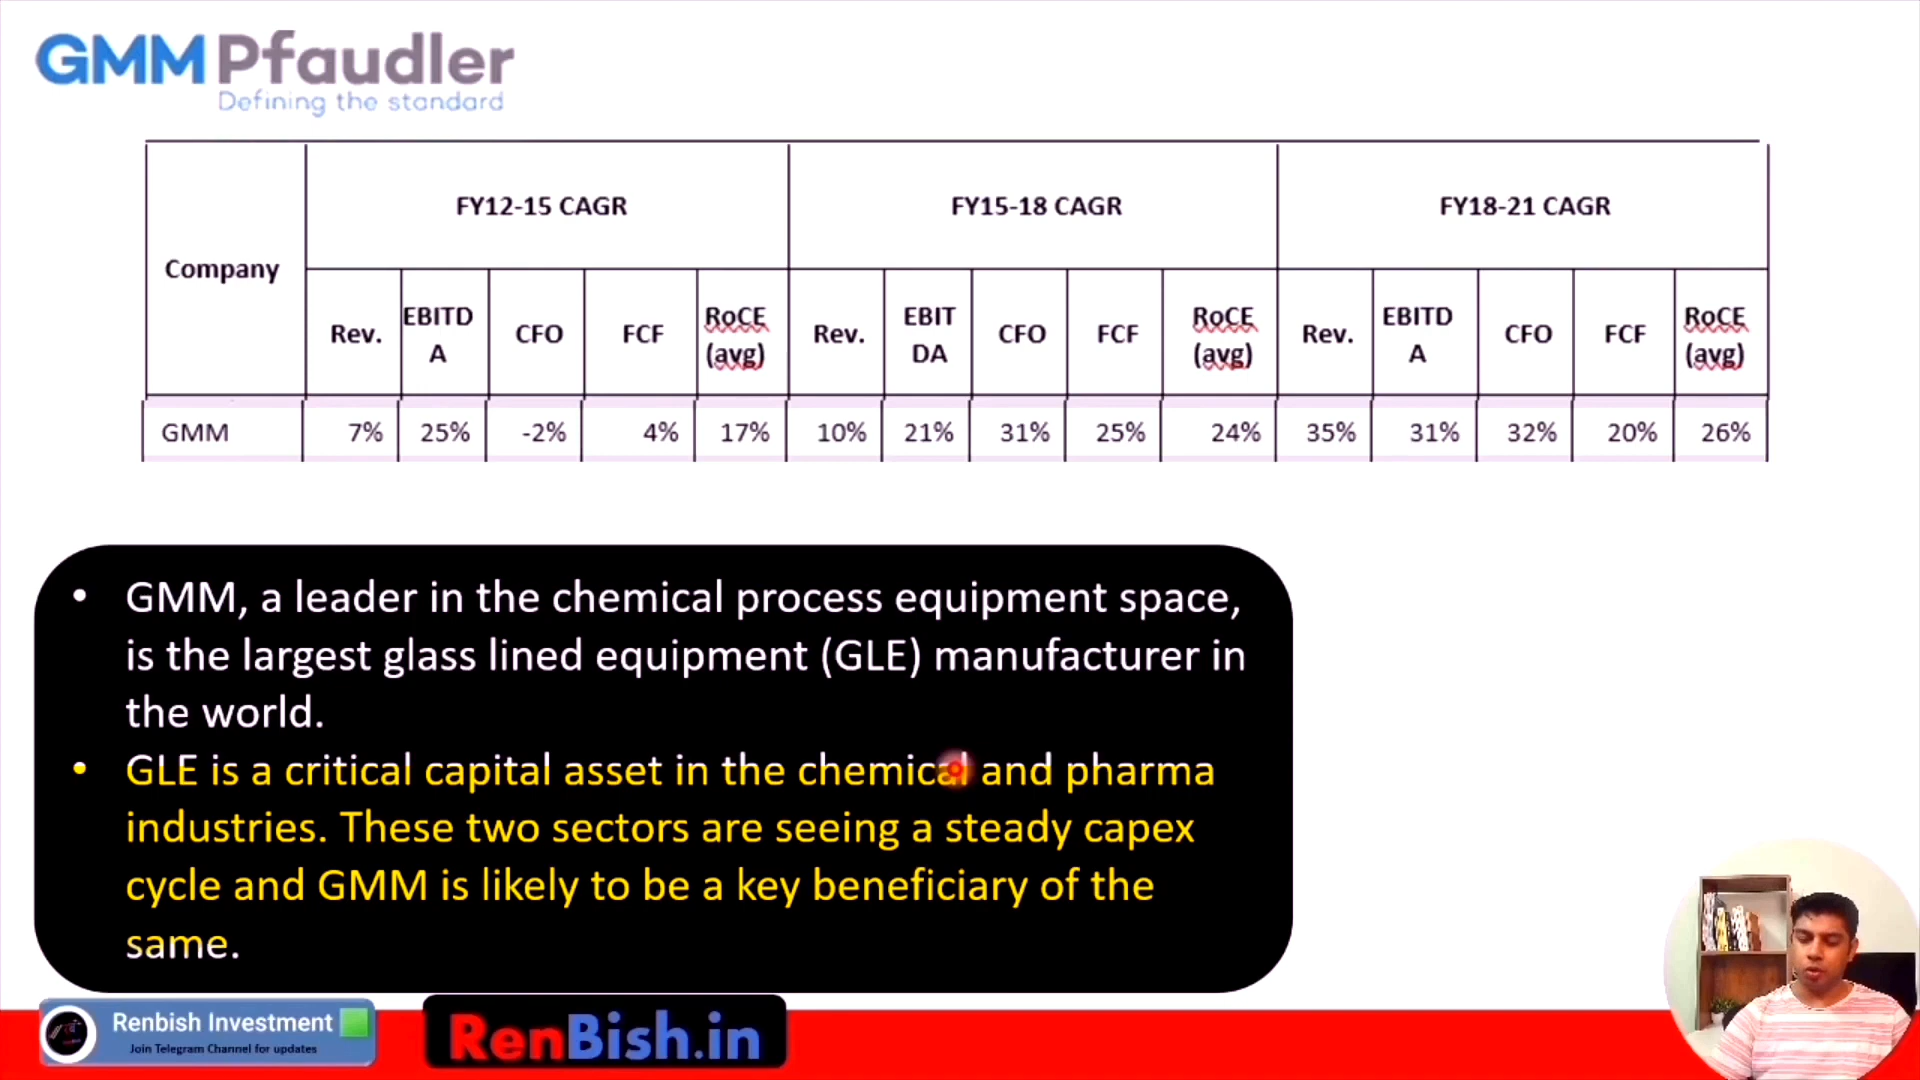 GMM Pfaudler
Defining the standard
Company
FY12-15 CAGR
FY15-18 CAGR
FY18-21 CAGR
Rev.
EBITD
A
CFO
FCF
RoCE
(avg)
Rev.
EBIT
DA
CFO
FCF
RoCE
(avg)
Rev.
EBITD
A
CFO
FCF
RoCE
(avg)
GMM 7% 25% -2% 4% 17% 10% 21% 31% 25% 24% 35% 31% 32% 20% 26%
• GMM, a leader in the chemical process equipment space,
is the largest glass lined equipment (GLE) manufacturer in
the world.
• GLE is a critical capital asset in the chemical and pharma
industries. These two sectors are seeing a steady capex
cycle and GMM is likely to be a key beneficiary of the
same.
Renbish Investment
Join Telegram Channel for updates
RenBish.in